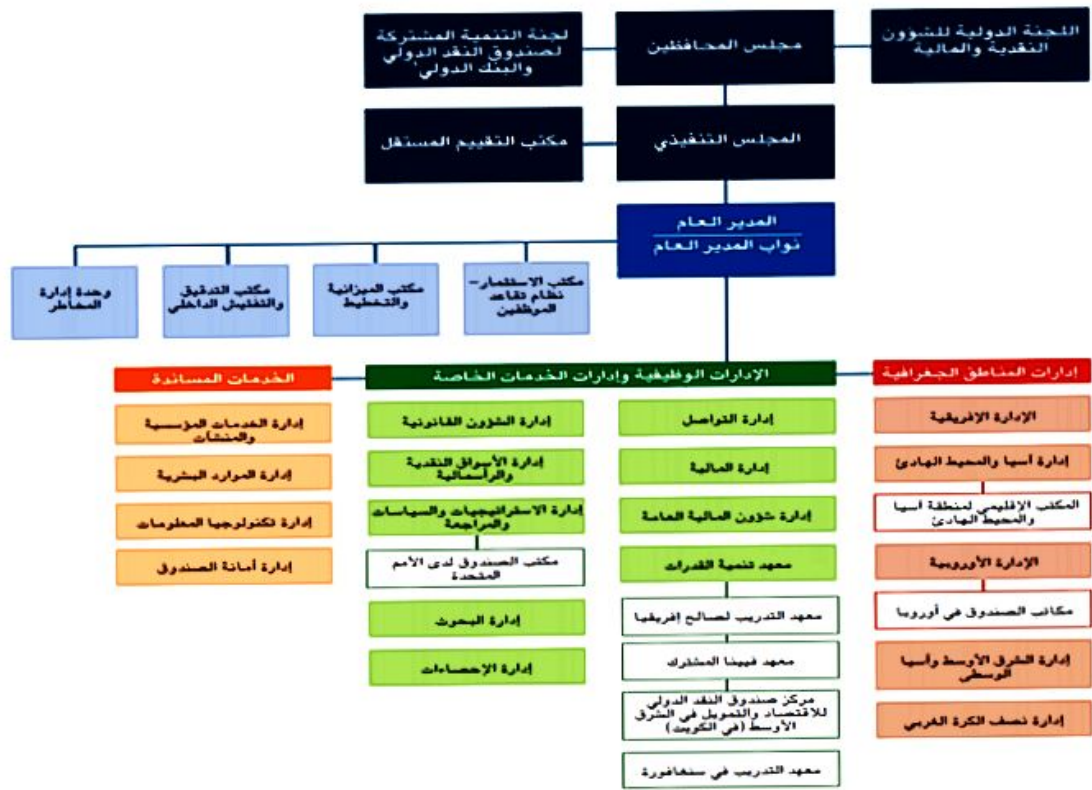 اللجنة الدولية للشؤون
النقدية والمالية
مجلس المحافظين
لجنة التنمية المشتركة
لصندوق النقد الدولي
والبنك الدولي¹
المجلس التنفيذي
مكتب التقييم المستقل
المدير العام
نواب المدير العام
مكتب الاستثمار–
نظام تقاعد
الموظفين
مكتب الميزانية
والتخطيط
مكتب التدقيق
والتفتيش الداخلي
وحدة إدارة
المخاطر
إدارات المناطق الجغرافية
الإدارة الإفريقية
إدارة آسيا والمحيط الهادئ
المكتب الإقليمي لمنطقة آسيا
والمحيط الهادئ
الإدارة الأوروبية
مكاتب الصندوق في أوروبا
إدارة الشرق الأوسط وآسيا
الوسطى
إدارة نصف الكرة الغربي
الإدارات الوظيفية وإدارات الخدمات الخاصة
إدارة التواصل
إدارة المالية
إدارة شؤون المالية العامة
معهد تنمية القدرات
معهد التدريب لصالح إفريقيا
معهد فيينا المشترك
مركز صندوق النقد الدولي
للاقتصاد والتمويل في الشرق
الأوسط (في الكويت)
معهد التدريب في سنغافورة
إدارة الشؤون القانونية
إدارة الأسواق النقدية
والرأسمالية
إدارة الاستراتيجيات والسياسات
والمراجعة
مكتب الصندوق لدى الأمم
المتحدة
إدارة البحوث
إدارة الإحصاءات
الخدمات المساندة
إدارة الخدمات المؤسسية
والمنشآت
إدارة الموارد البشرية
إدارة تكنولوجيا المعلومات
إدارة أمانة الصندوق